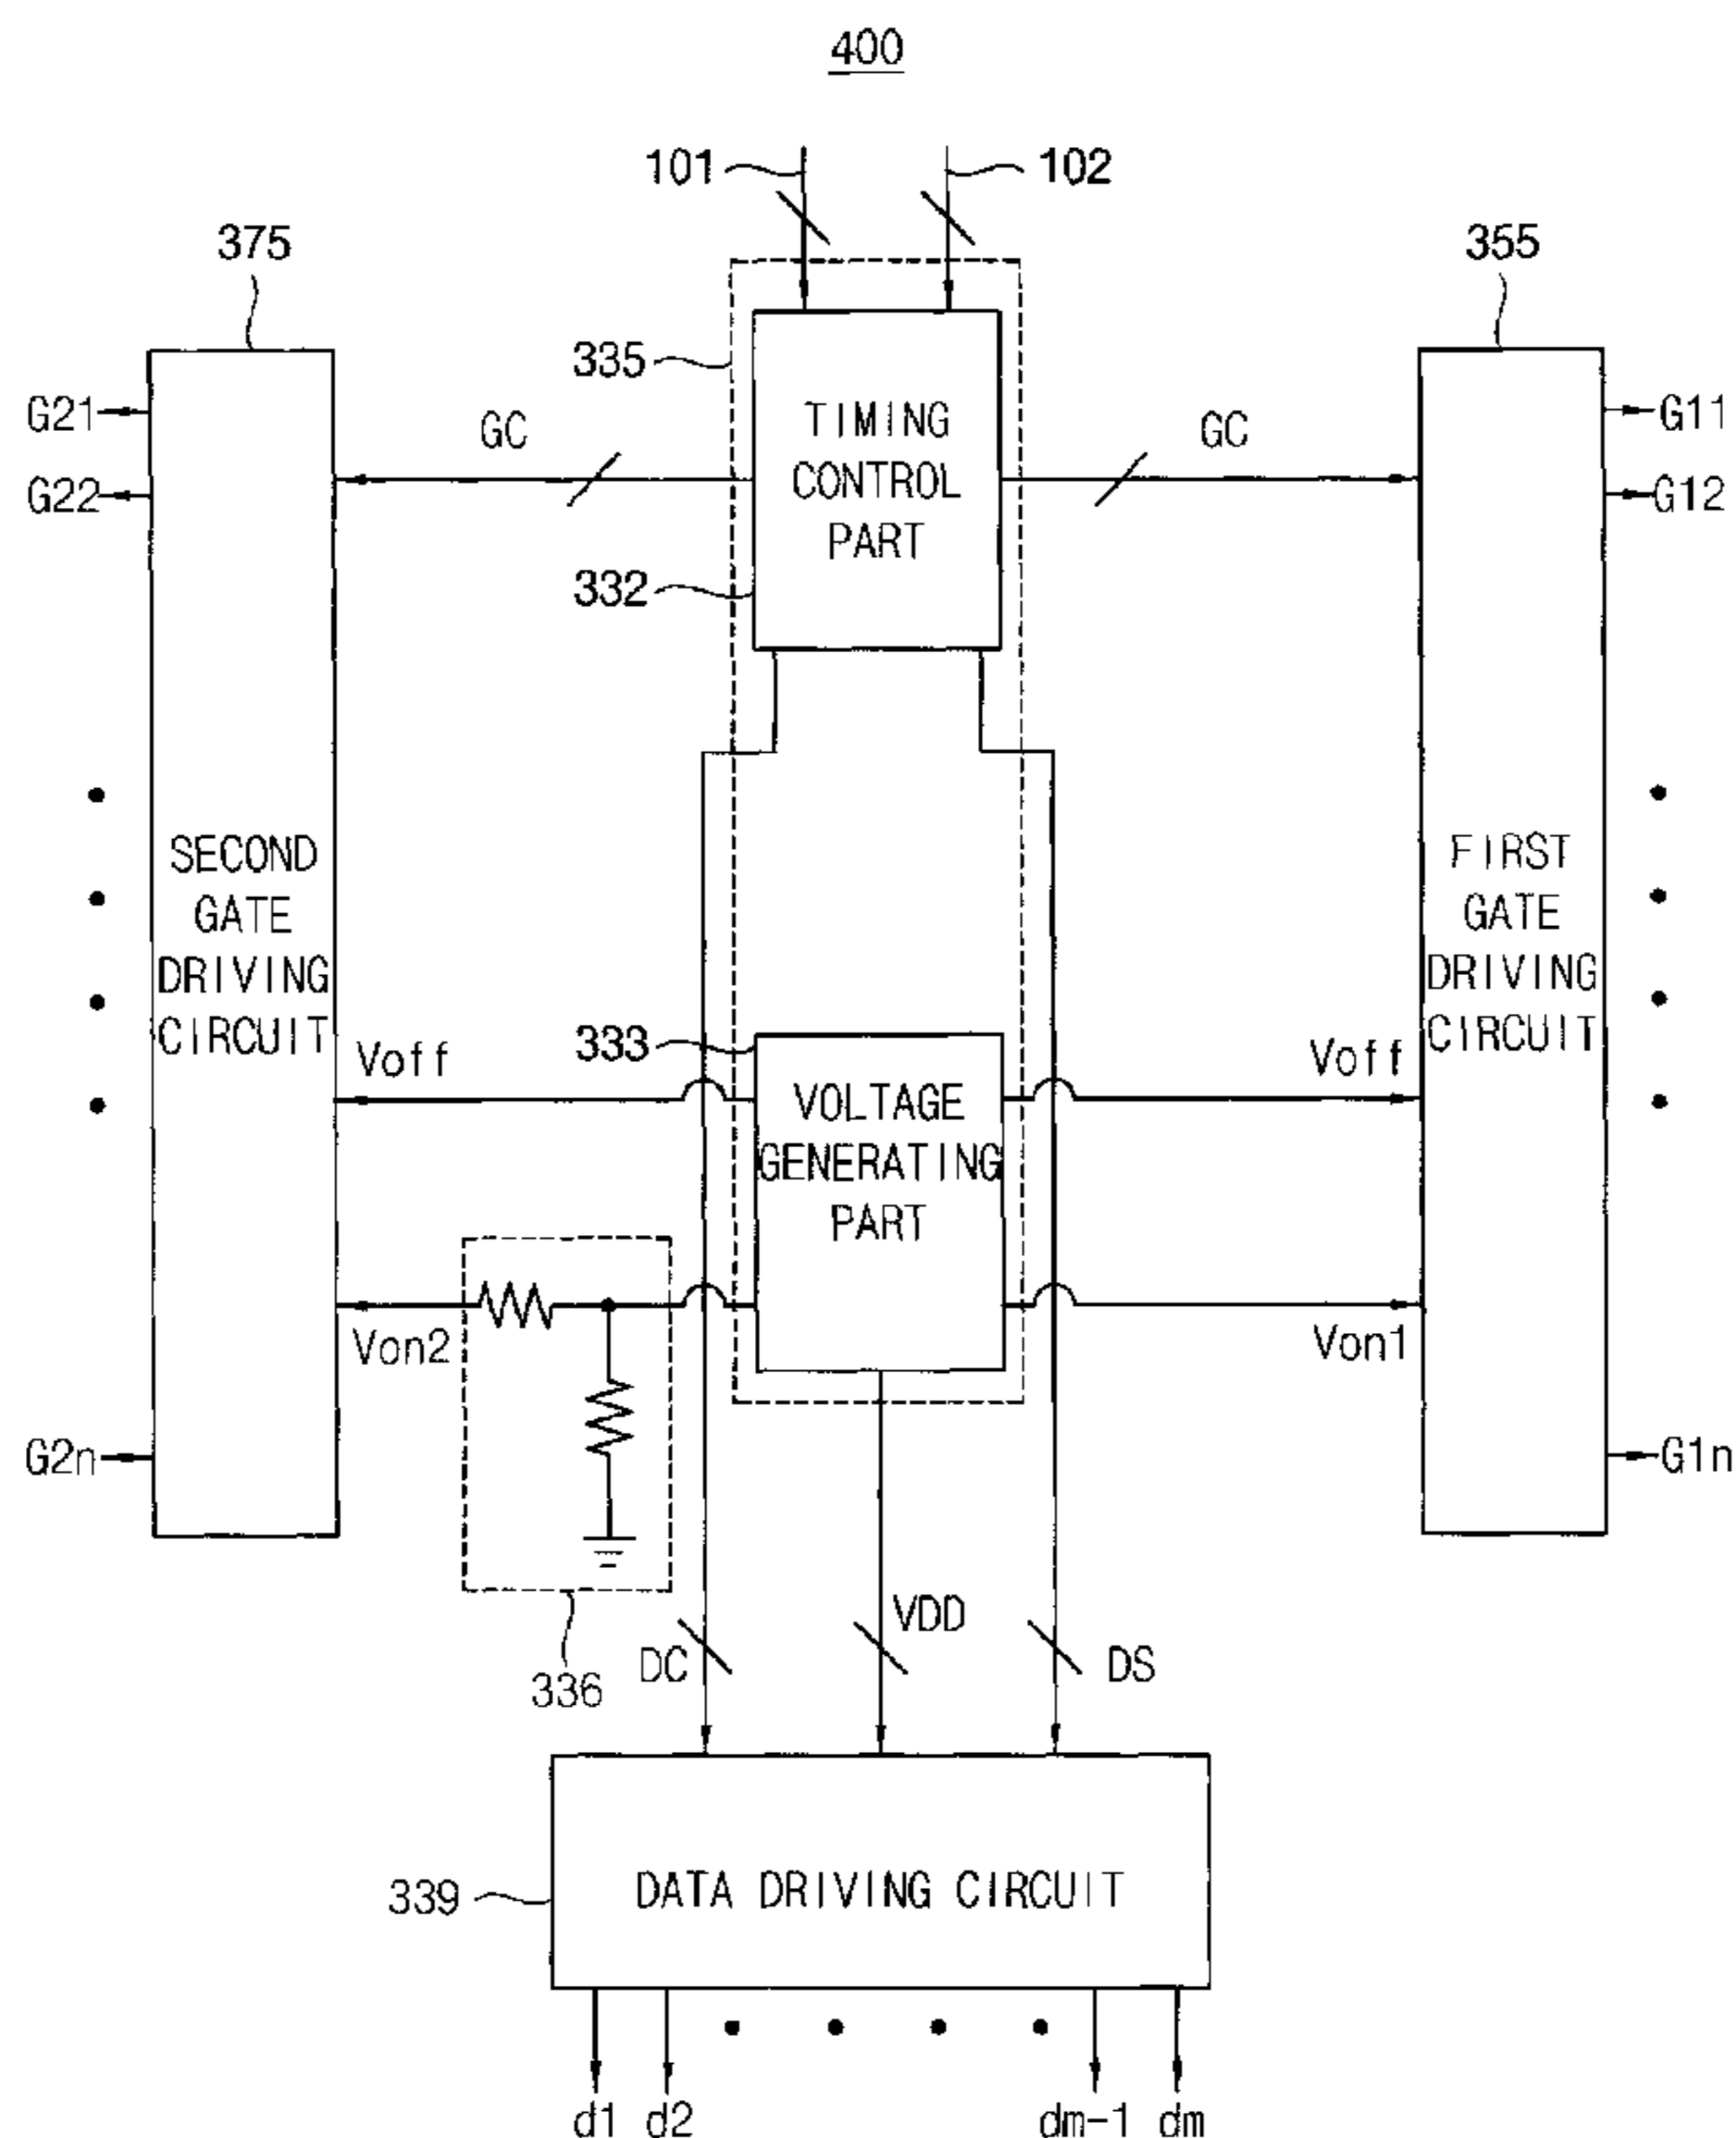 400
101
102
375
355
335
G21
G22
GC
TIMING
CONTROL
PART
GC
G11
G12
332
SECOND
GATE
DRIVING
CIRCUIT
FIRST
GATE
DRIVING
CIRCUIT
333
Voff
VOLTAGE
GENERATING
PART
Voff
Von2
Von1
G2n
G1n
336
DC
VDD
DS
339
DATA DRIVING CIRCUIT
d1
d2
dm-1
dm